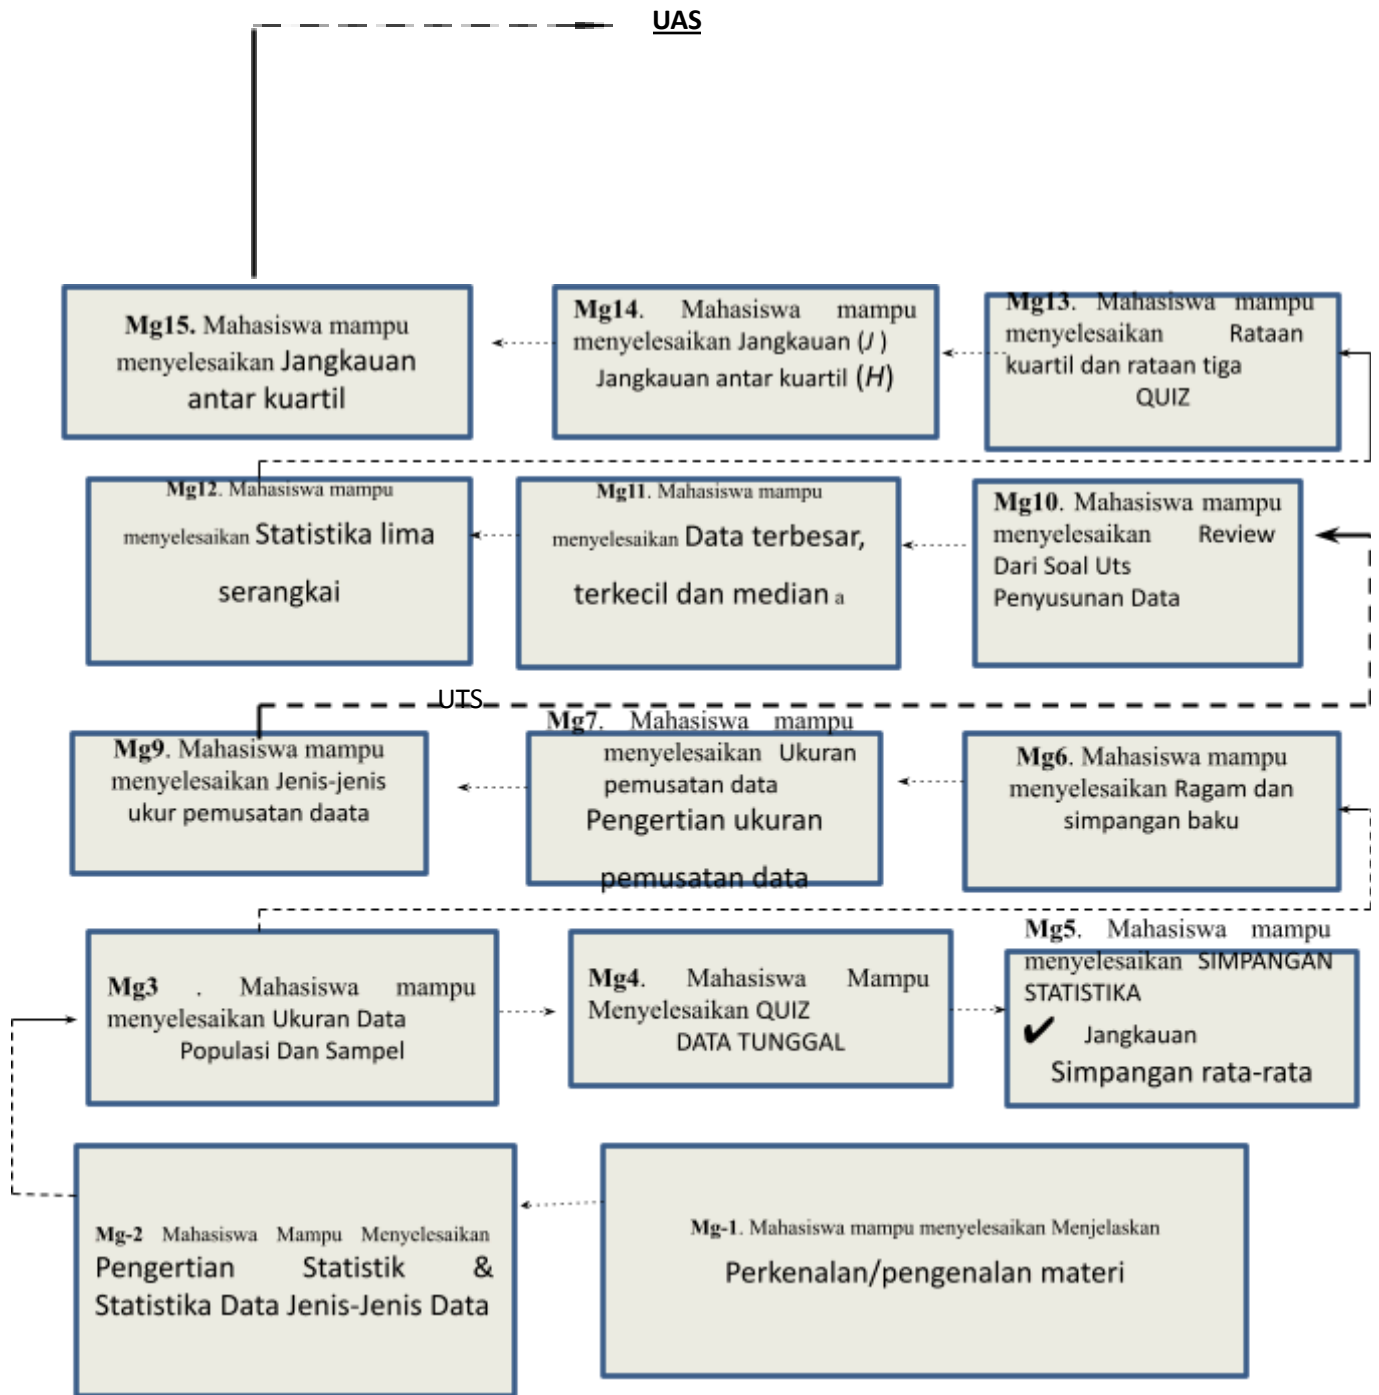 UAS
Mg15. Mahasiswa mampu
menyelesaikan Jangkauan
antar kuartil
Mg14. Mahasiswa mampu
menyelesaikan Jangkauan (J )
Jangkauan antar kuartil (H)
Mg13. Mahasiswa mampu
menyelesaikan Rataan
kuartil dan rataan tiga
QUIZ
Mg12. Mahasiswa mampu
menyelesaikan Statistika lima
serangkai
Mg11. Mahasiswa mampu
menyelesaikan Data terbesar,
terkecil dan median a
Mg10. Mahasiswa mampu
menyelesaikan Review
Dari Soal Uts
Penyusunan Data
UTS
Mg9. Mahasiswa mampu
menyelesaikan Jenis-jenis
ukur pemusatan daata
Mg7. Mahasiswa mampu
menyelesaikan Ukuran
pemusatan data
Pengertian ukuran
pemusatan data
Mg6. Mahasiswa mampu
menyelesaikan Ragam dan
simpangan baku
Mg3 . Mahasiswa mampu
menyelesaikan Ukuran Data
Populasi Dan Sampel
Mg4. Mahasiswa Mampu
Menyelesaikan QUIZ
DATA TUNGGAL
Mg5. Mahasiswa mampu
menyelesaikan SIMPANGAN
STATISTIKA
✔ Jangkauan
Simpangan rata-rata
Mg-2 Mahasiswa Mampu Menyelesaikan
Pengertian Statistik &
Statistika Data Jenis-Jenis Data
Mg-1. Mahasiswa mampu menyelesaikan Menjelaskan
Perkenalan/pengenalan materi